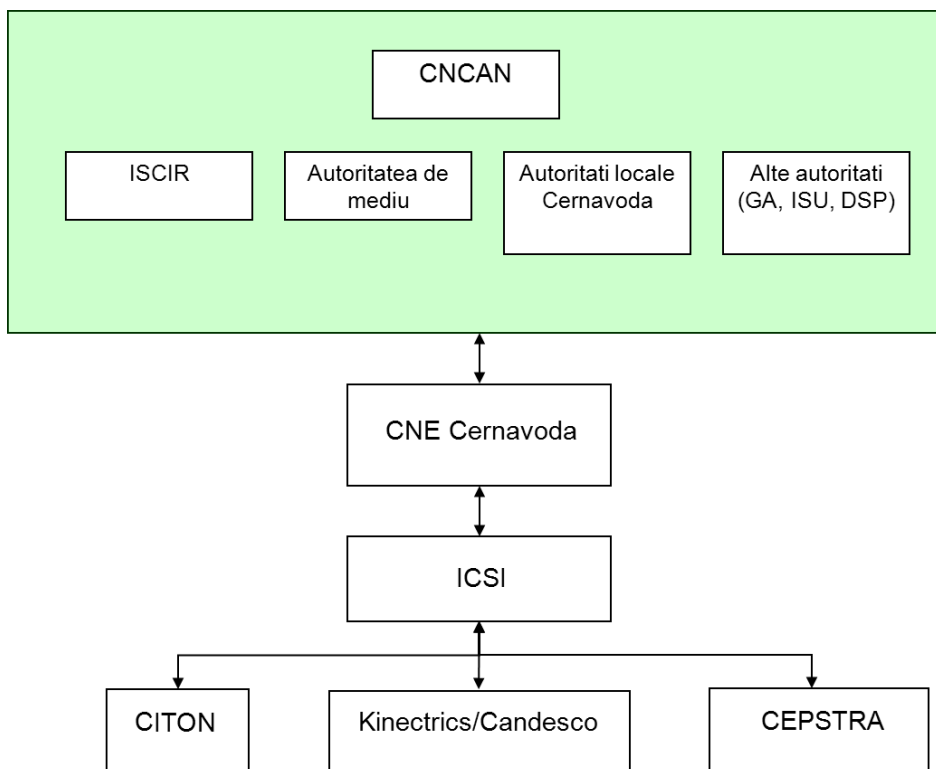 CNCAN
ISCIR
Autoritatea de
mediu
Autoritati locale
Cernavoda
Alte autoritati
(GA, ISU, DSP)
CNE Cernavoda
ICSI
CITON
Kinectrics/Candesco
CEPSTRA